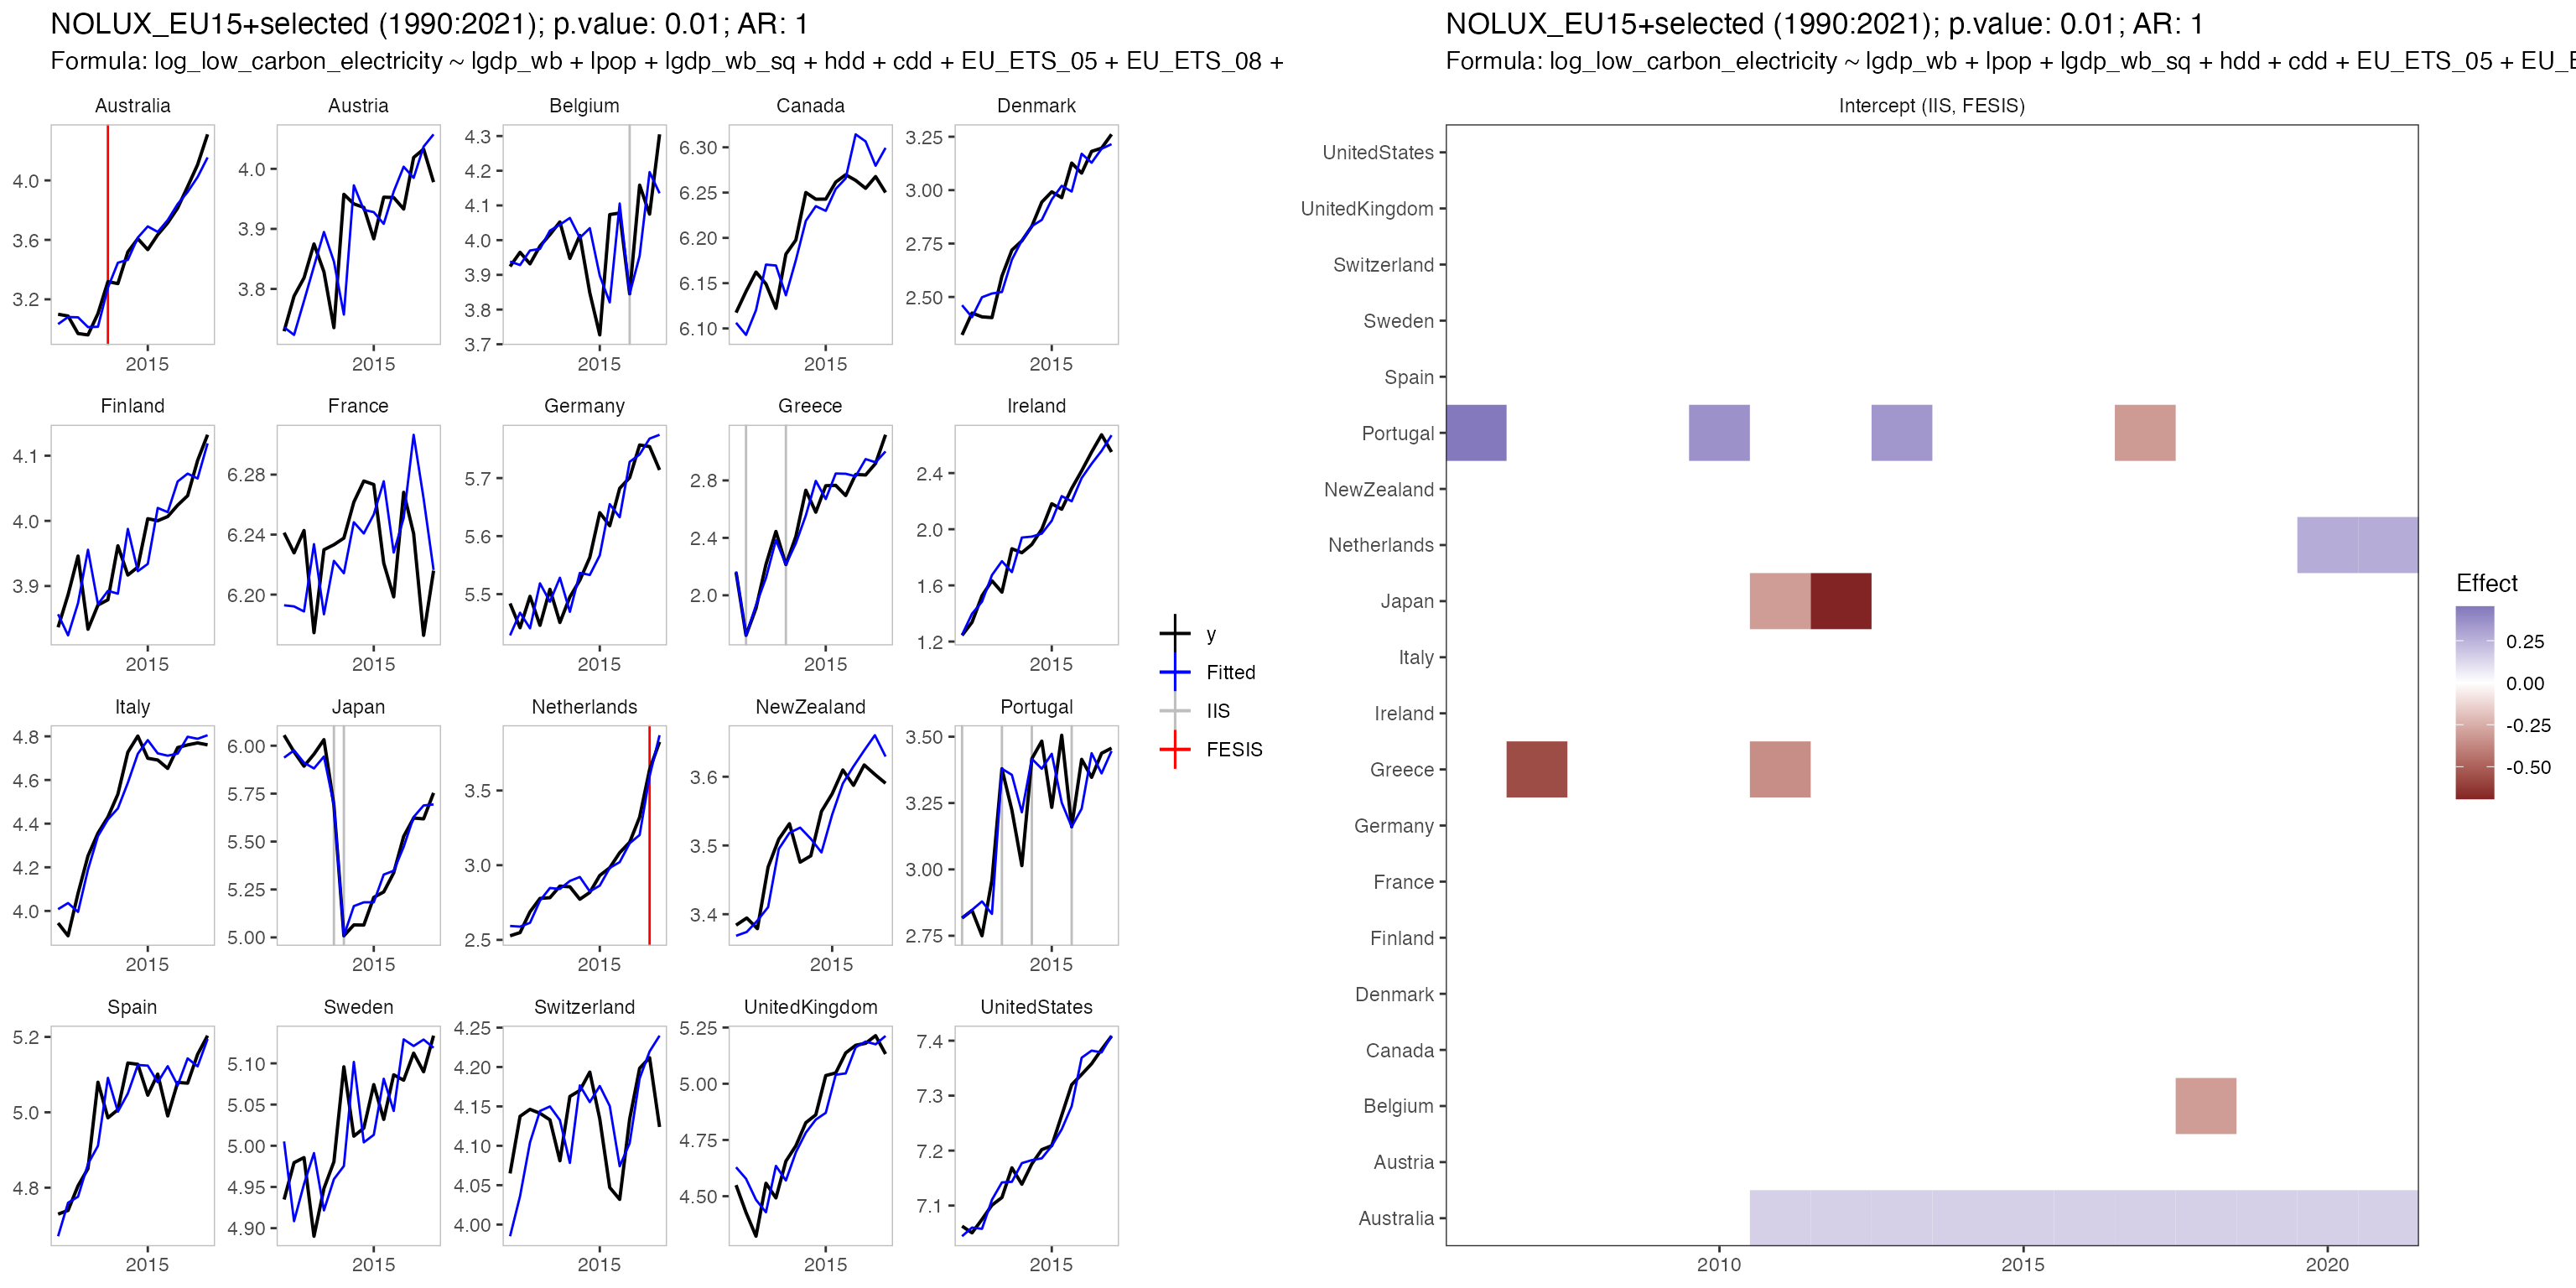 NOLUX_EU15+selected (1990:2021); p.value: 0.01; AR: 1
Formula: log_low_carbon_electricity ~ lgdp_wb + lpop + lgdp_wb_sq + hdd + cdd + EU_ETS_05 + EU_ETS_08 +
Australia
4.0
3.6
3.2
2015
Austria
4.0
3.9
3.8
2015
Belgium
4.3
4.2
4.1
4.0
3.9
3.8
3.7
2015
Canada
6.30
6.25
6.20
6.15
6.10
2015
Denmark
3.25
3.00
2.75
2.50
2015
Finland
4.1
4.0
3.9
2015
France
6.28
6.24
6.20
2015
Germany
5.7
5.6
5.5
2015
Greece
2.8
2.4
2.0
2015
Ireland
2.4
2.0
1.6
1.2
2015
Italy
4.8
4.6
4.4
4.2
4.0
2015
Japan
6.00
5.75
5.50
5.25
5.00
2015
Netherlands
3.5
3.0
2.5
2015
NewZealand
3.6
3.5
3.4
2015
Portugal
3.50
3.25
3.00
2.75
2015
Spain
5.2
5.0
4.8
2015
Sweden
5.10
5.05
5.00
4.95
4.90
2015
Switzerland
4.25
4.20
4.15
4.10
4.05
4.00
2015
UnitedKingdom
5.25
5.00
4.75
4.50
2015
UnitedStates
7.4
7.3
7.2
7.1
2015
y
Fitted
IIS
FESIS
NOLUX_EU15+selected (1990:2021); p.value: 0.01; AR: 1
Formula: log_low_carbon_electricity ~ lgdp_wb + lpop + lgdp_wb_sq + hdd + cdd + EU_ETS_05 + EU_E
Intercept (IIS, FESIS)
UnitedStates
UnitedKingdom
Switzerland
Sweden
Spain
Portugal
NewZealand
Netherlands
Japan
Italy
Ireland
Greece
Germany
France
Finland
Denmark
Canada
Belgium
Austria
Australia
2010
2015
2020
Effect
0.25
0.00
-0.25
-0.50